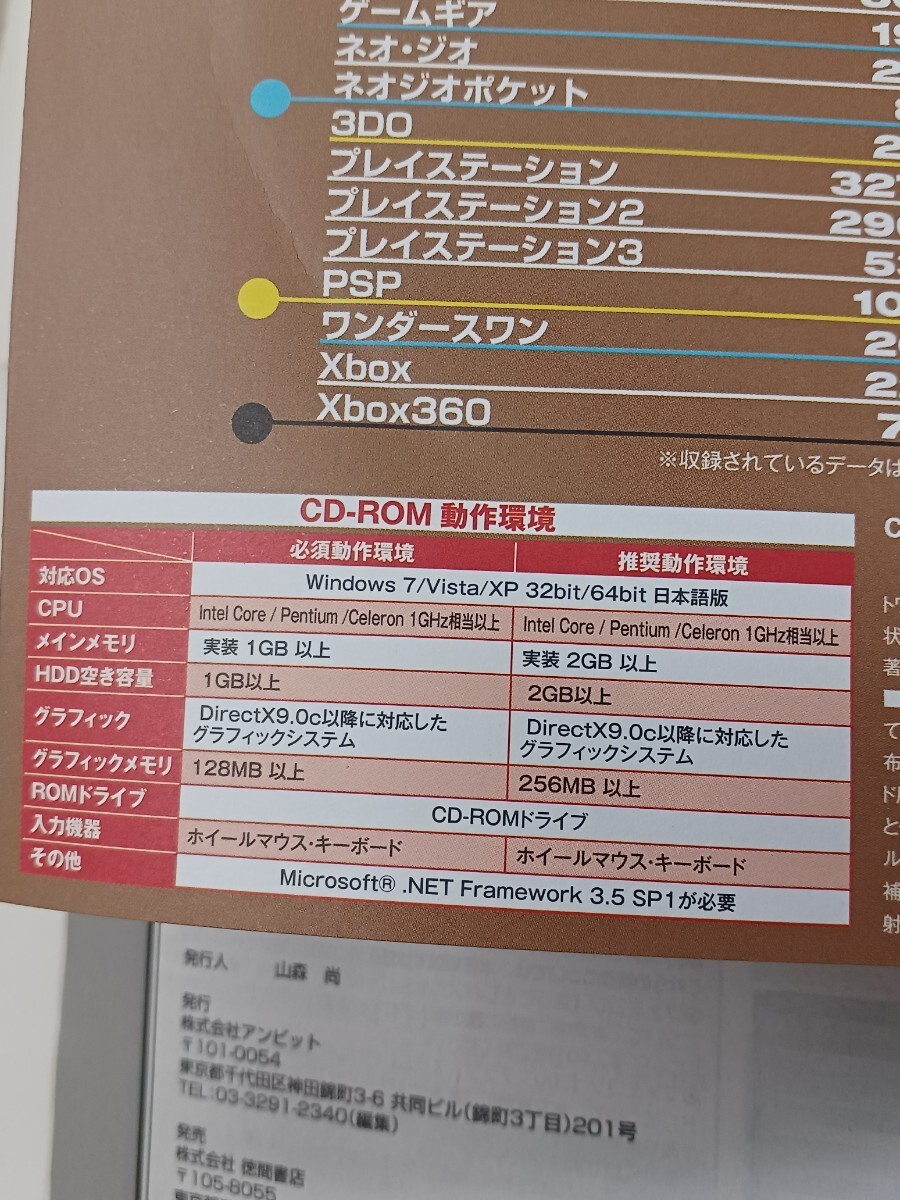 ゲームギア
ネオ・ジオ
ネオジオポケット
3DO
プレイステーション
プレイステーション2
プレイステーション3
PSP
ワンダースワン
Xbox
Xbox360
※収録されているデータは
CD-ROM 動作環境
必須動作環境 推奨動作環境
対応OS Windows 7/Vista/XP 32bit/64bit 日本語版
CPU Intel Core / Pentium /Celeron 1GHz相当以上 Intel Core / Pentium /Celeron 1GHz相当以上
メインメモリ 実装 1GB 以上 実装 2GB 以上
HDD空き容量 1GB以上 2GB以上
グラフィック DirectX9.0c以降に対応した DirectX9.0c以降に対応した
グラフィックシステム グラフィックシステム
グラフィックメモリ 128MB 以上 256MB 以上
ROMドライブ CD-ROMドライブ
入力機器 ホイールマウス・キーボード ホイールマウス・キーボード
その他 Microsoft® .NET Framework 3.5 SP1が必要
発行人 山森 尚
発行
株式会社アンビット
〒101-0054
東京都千代田区神田錦町3-6 共同ビル(錦町3丁目)201号
TEL:03-3291-2340(編集)
発売
株式会社 徳間書店
〒105-8055